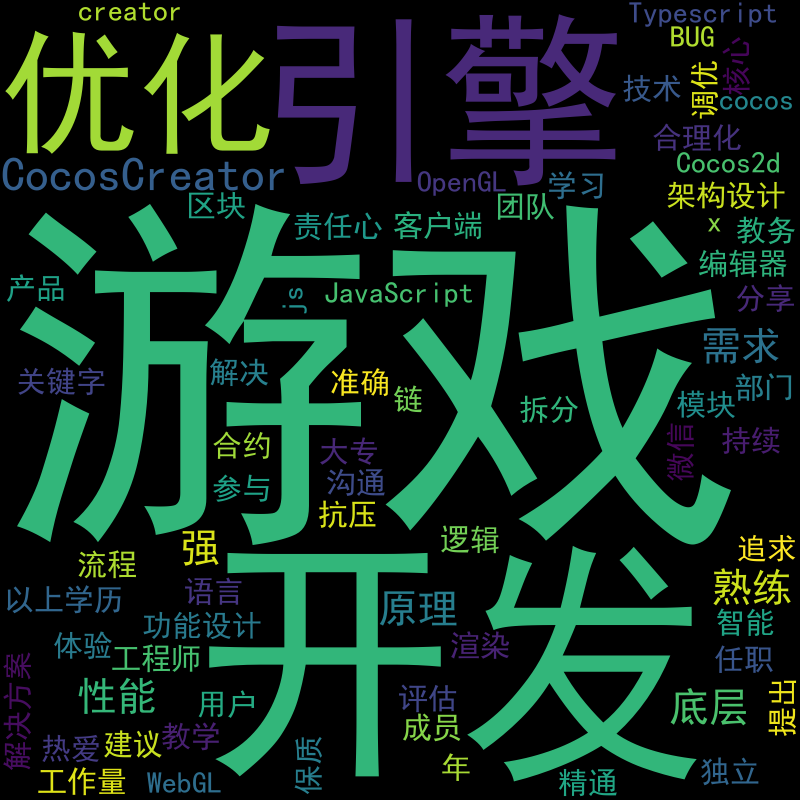 creator
Typescript
优化
引擎
BUG
调优
核心
技术
cocos
合理化
CocosCreator
OpenGL
学习
Cocos2d
架构设计
区块
责任心
客户端
团队
x
教务
游戏
编辑器
产品
js
JavaScript
分享
需求
关键字
解决
准确
链
拆分
模块
部门
合约
大专
微信
持续
参与
沟通
抗压
强
逻辑
追求
流程
开发
以上学历
语言
原理
熟练
功能设计
智能
体验
工程师
渲染
任职
解决方案
性能
用户
评估
底层
提出
热爱
建议
教学
成员
保质
年
独立
工作量
WebGL
精通